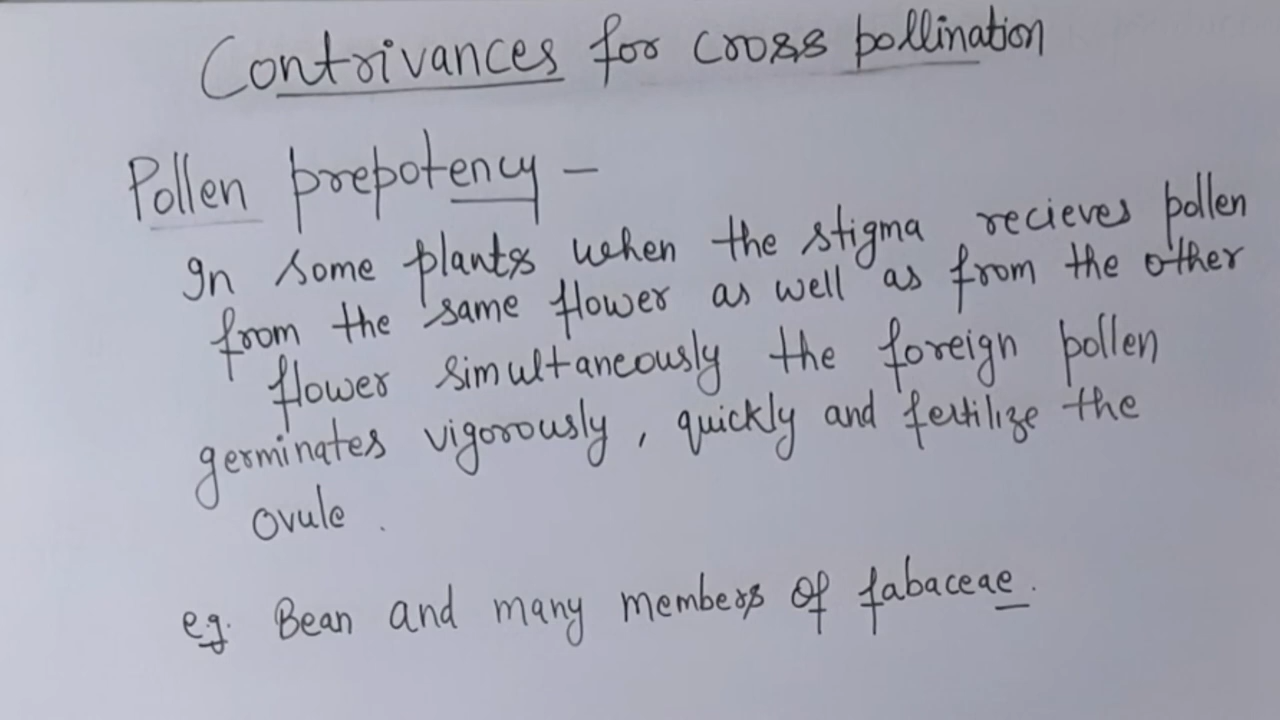 Contrivances for cross pollination
Pollen prepotency -
In some plants when the stigma recieves pollen
from the same flower as well as from the other
flower simultaneously the foreign pollen
germinates vigorously, quickly and fertilize the
ovule.
eg. Bean and many members of fabaceae.